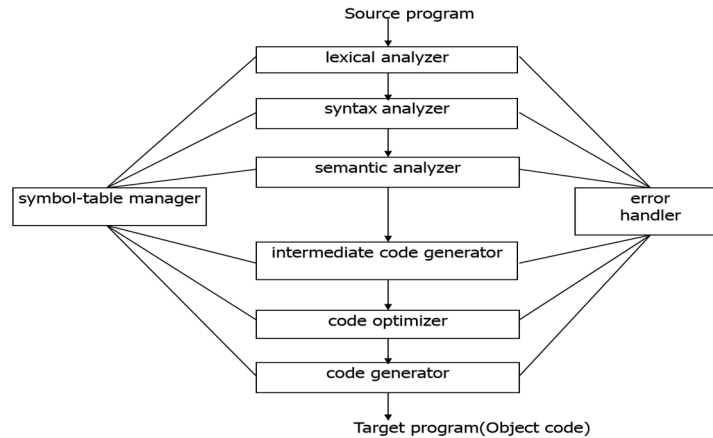 Source program
lexical analyzer
syntax analyzer
semantic analyzer
symbol-table manager
error
handler
intermediate code generator
code optimizer
code generator
Target program(Object code)